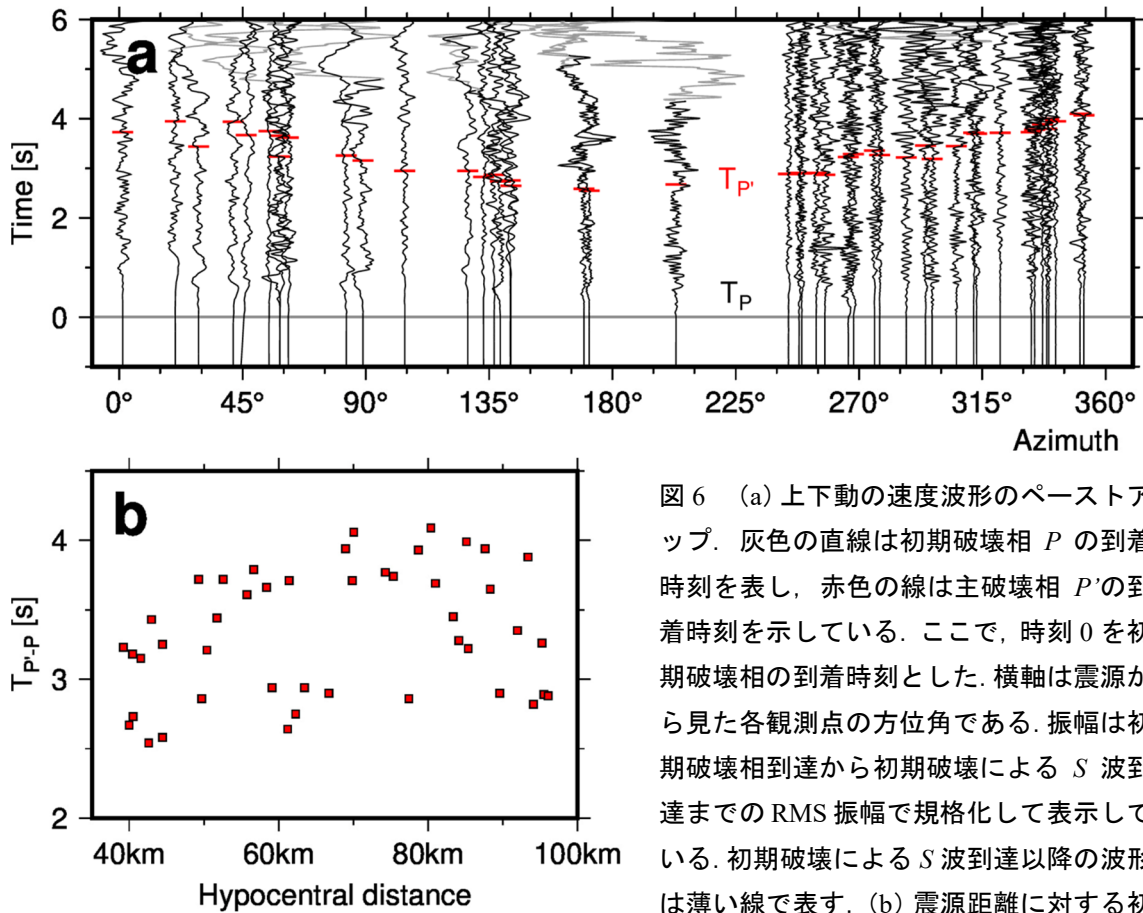 6
a
4
2
0
Time [s]
T_P'
T_P
0° 45° 90° 135° 180° 225° 270° 315° 360°
Azimuth
b
4
3
2
T_P'-P [s]
40km 60km 80km 100km
Hypocentral distance
図 6 (a) 上下動の速度波形のペーストア
ップ. 灰色の直線は初期破壊相 P の到着
時刻を表し, 赤色の線は主破壊相 P'の到
着時刻を示している. ここで, 時刻 0 を初
期破壊相の到着時刻とした. 横軸は震源か
ら見た各観測点の方位角である. 振幅は初
期破壊相到達から初期破壊による S 波到
達までの RMS 振幅で規格化して表示して
いる. 初期破壊による S 波到達以降の波形
は薄い線で表す. (b) 震源距離に対する初